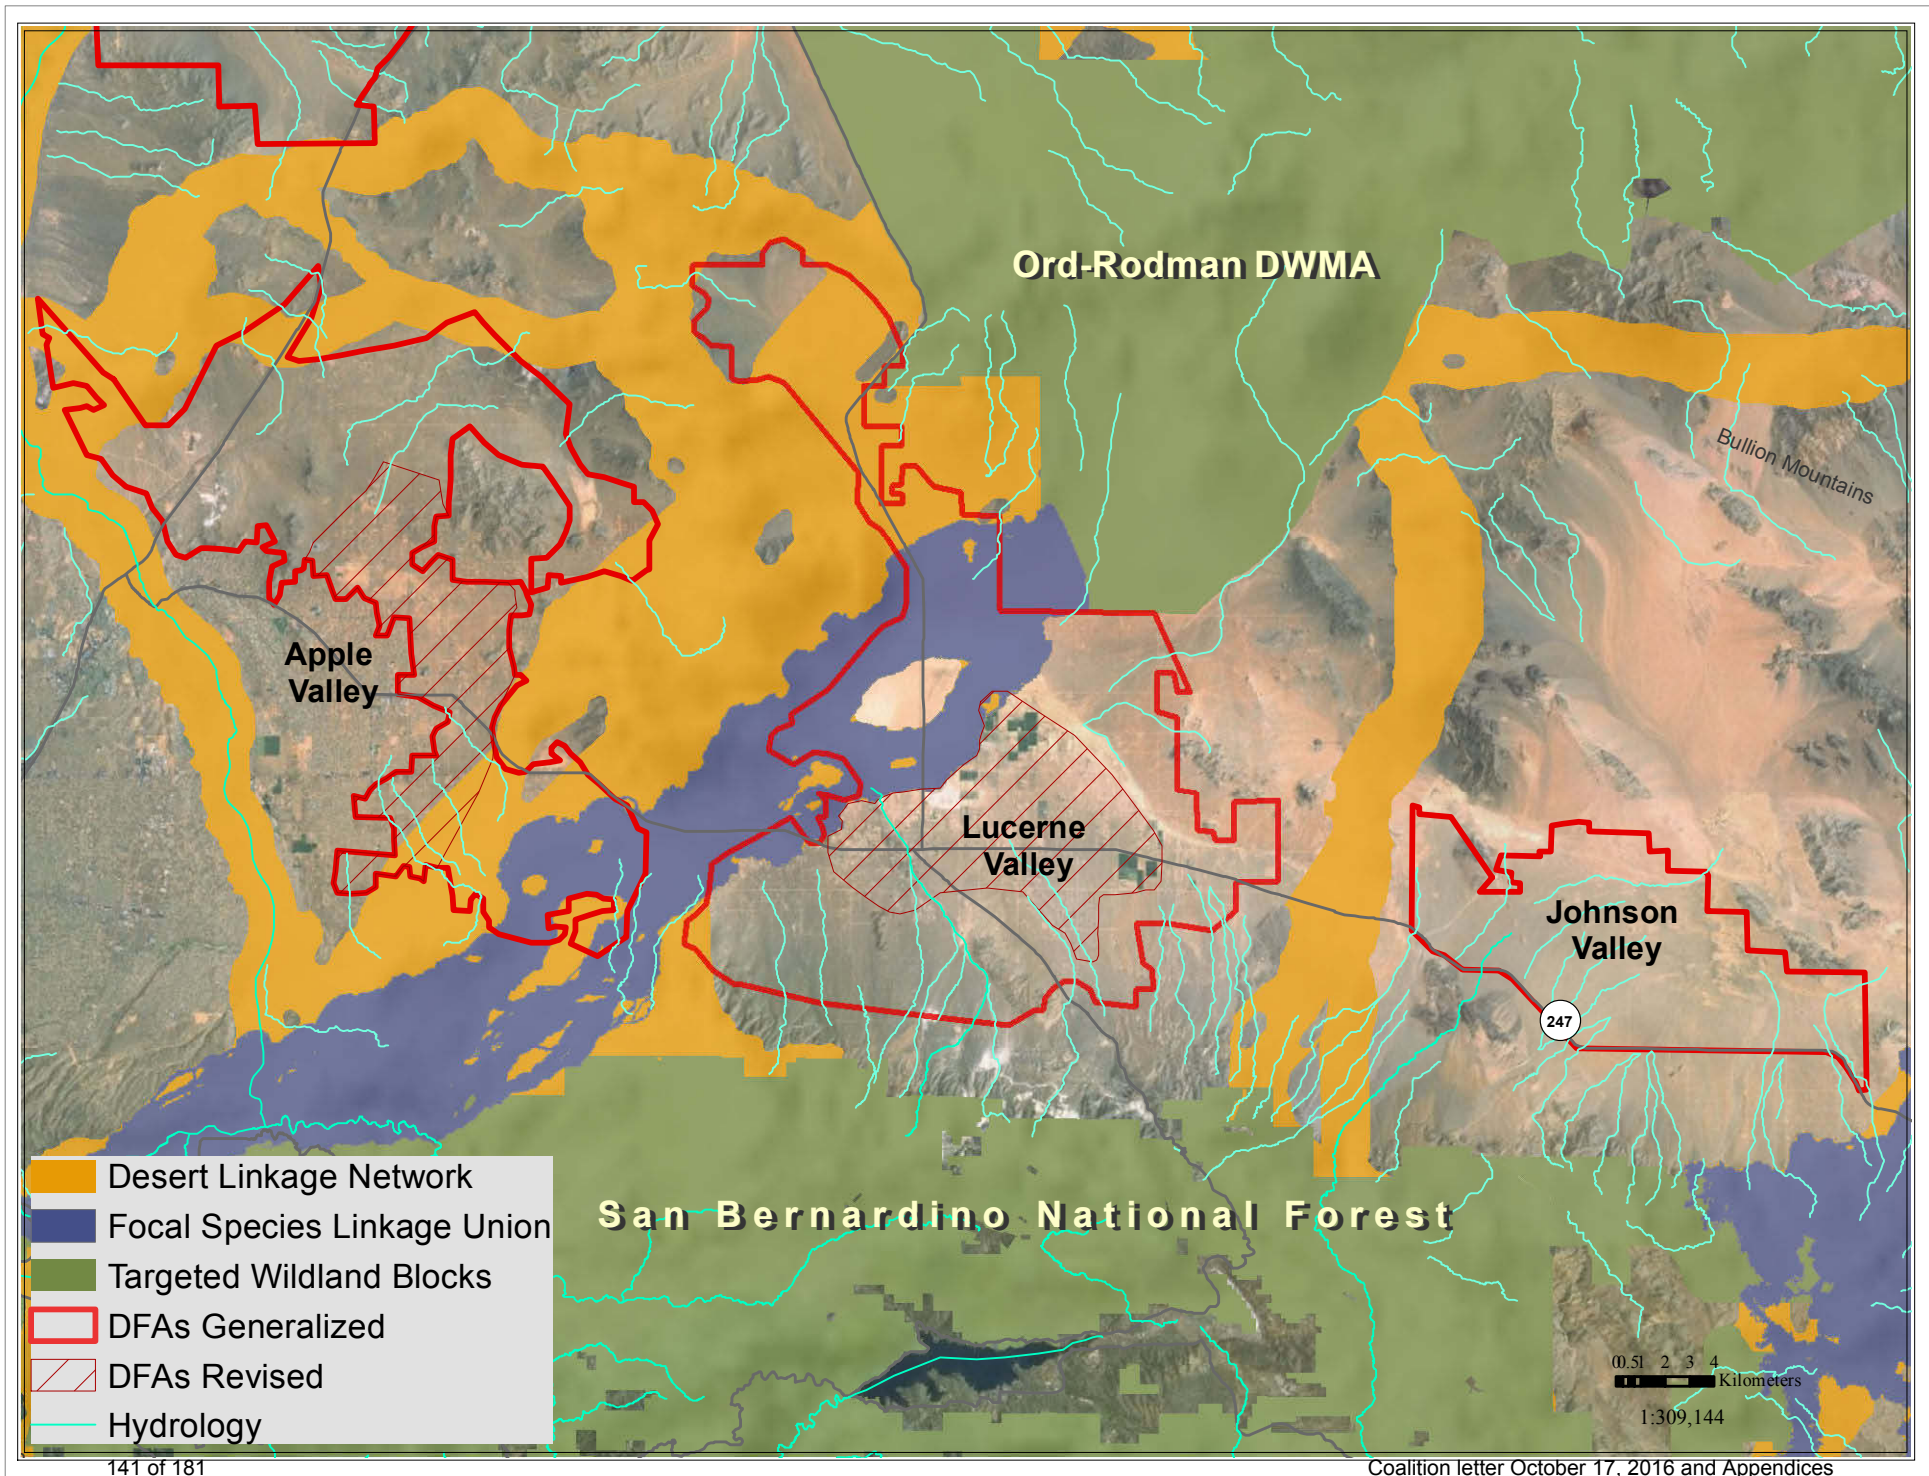 Ord-Rodman DWMA
Bullion Mountains
Apple
Valley
Lucerne
Valley
Johnson
Valley
247
San Bernardino National Forest
Desert Linkage Network
Focal Species Linkage Union
Targeted Wildland Blocks
DFAs Generalized
DFAs Revised
Hydrology
0 0.5 1 2 3 4
Kilometers
1:309,144
141 of 181
Coalition letter October 17, 2016 and Appendices